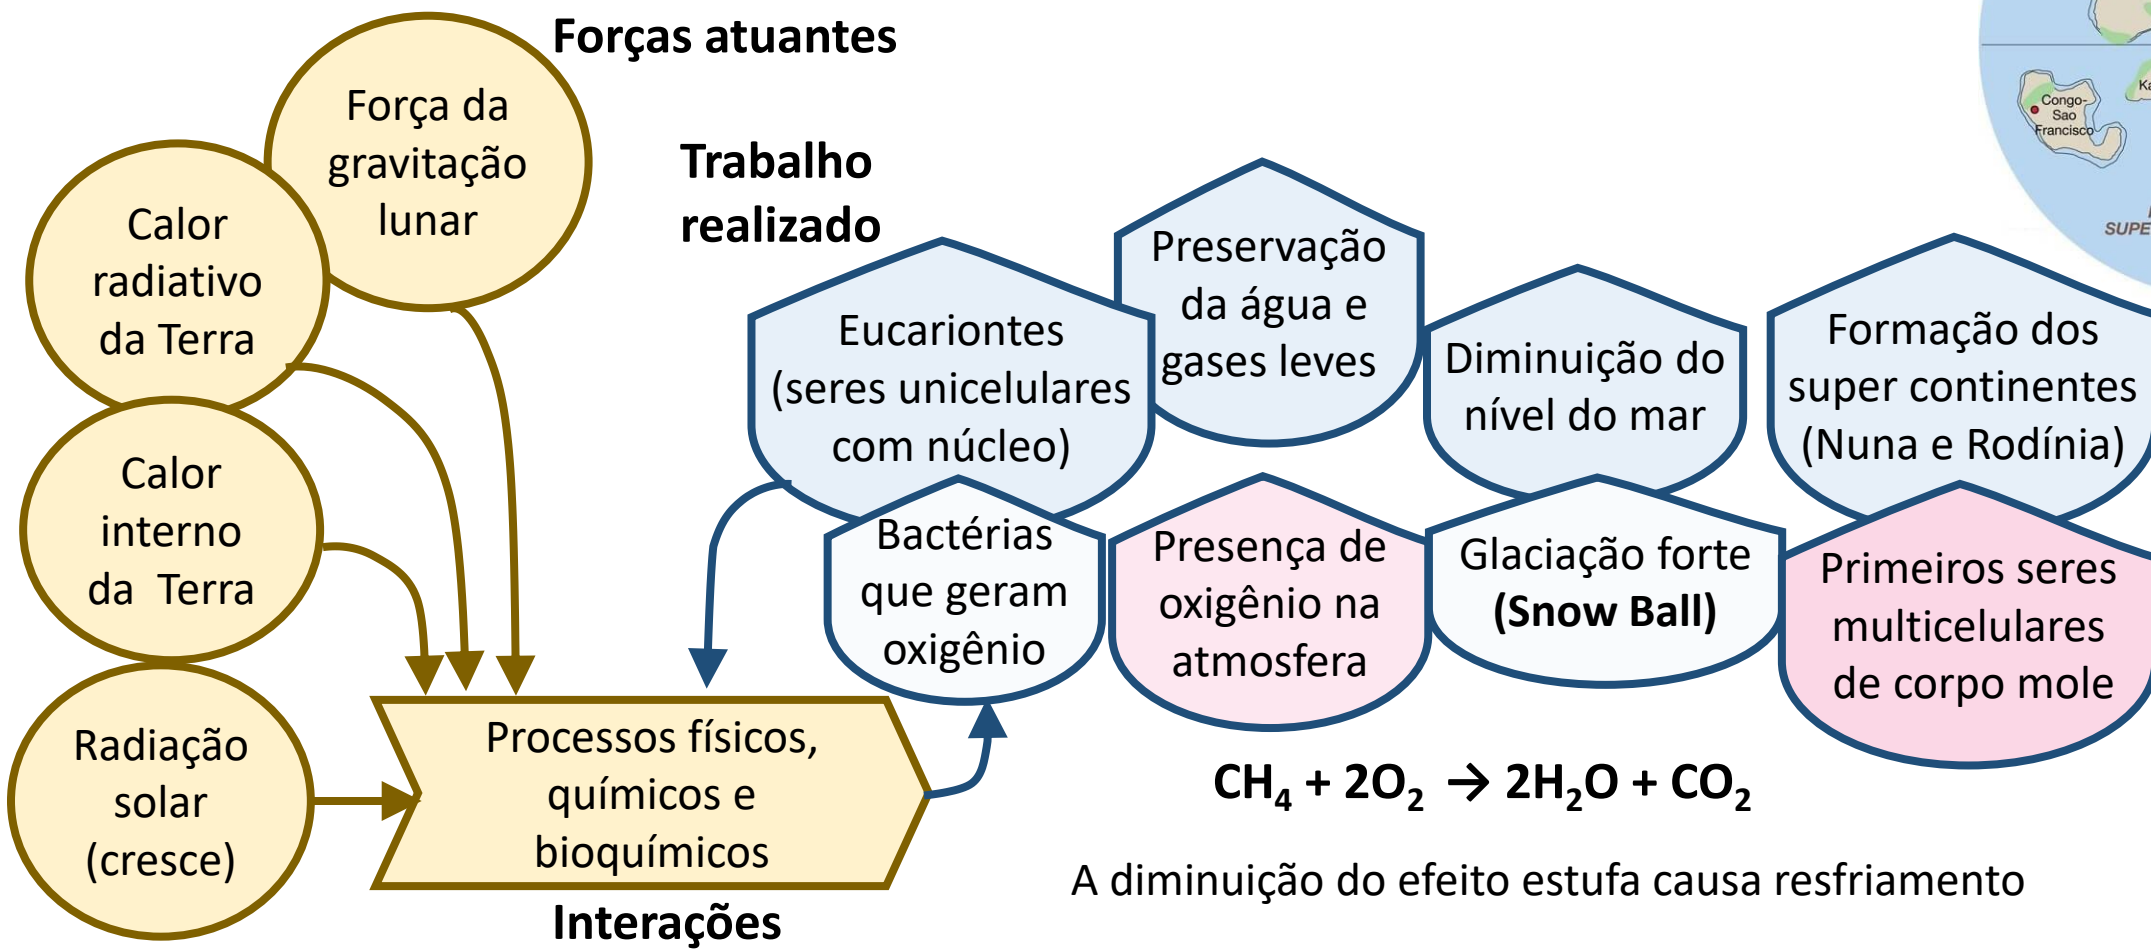 Forças atuantes
Força da
gravitação
lunar
Calor
radiativo
da Terra
Calor
interno
da Terra
Radiação
solar
(cresce)
Processos físicos,
químicos e
bioquímicos
Interações
Trabalho
realizado
Eucariontes
(seres unicelulares
com núcleo)
Preservação
da água e
gases leves
Diminuição do
nível do mar
Formação dos
super continentes
(Nuna e Rodínia)
Bactérias
que geram
oxigênio
Presença de
oxigênio na
atmosfera
Glaciação forte
(Snow Ball)
Primeiros seres
multicelulares
de corpo mole
CH₄ + 2O₂ → 2H₂O + CO₂
A diminuição do efeito estufa causa resfriamento
Congo-
Sao
Francisco